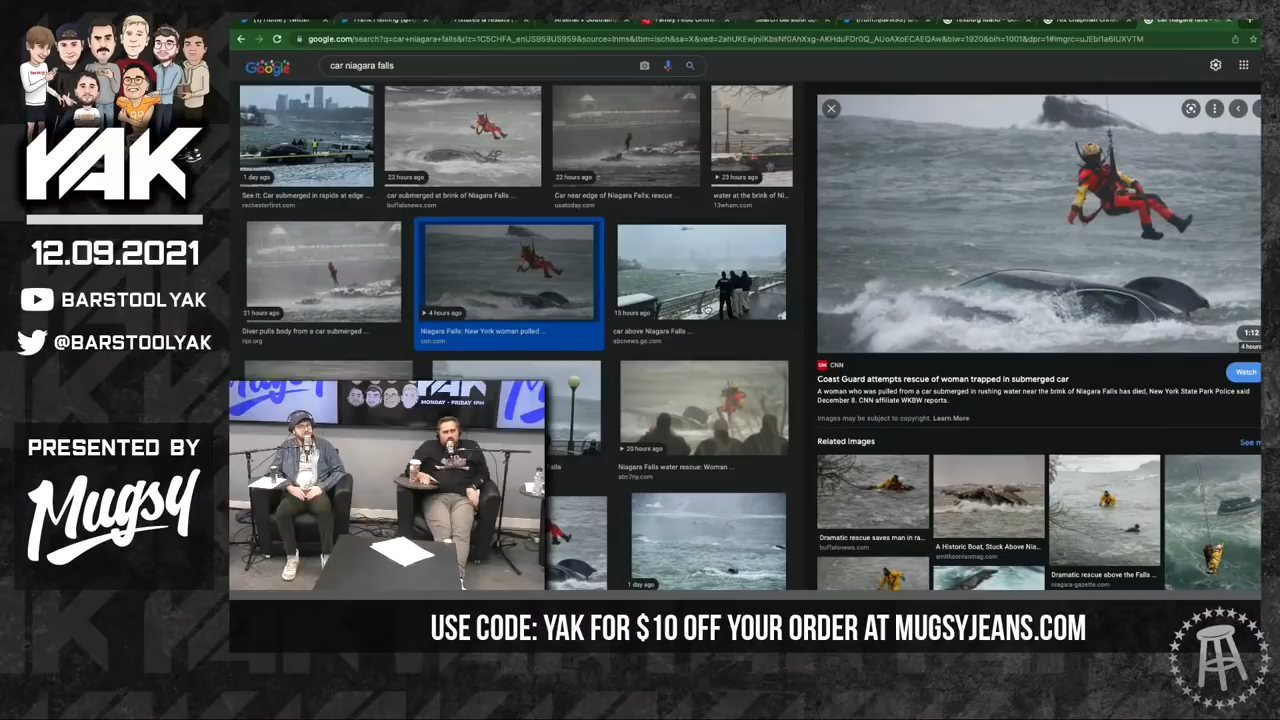 YAK
12.09.2021
BARSTOOLYAK
@BARSTOOLYAK
PRESENTED BY
Mugsy
google.com/search?q=car+niagara+falls
Google
car niagara falls
1 day ago
See it: Car submerged in rapids at edge ...
rochesterfirst.com
22 hours ago
car submerged at brink of Niagara Falls ...
buffalonews.com
22 hours ago
Car near edge of Niagara Falls; rescue ...
usatoday.com
23 hours ago
water at the brink of Ni...
13wham.com
21 hours ago
Diver pulls body from a car submerged ...
npr.org
4 hours ago
Niagara Falls: New York woman pulled ...
cnn.com
15 hours ago
car above Niagara Falls ...
abcnews.go.com
20 hours ago
Niagara Falls water rescue: Woman ...
abc7ny.com
1 day ago
YAK
MONDAY - FRIDAY 1PM
1:12
4 hours
CNN
Coast Guard attempts rescue of woman trapped in submerged car
Watch
A woman who was pulled from a car submerged in rushing water near the brink of Niagara Falls has died, New York State Park Police said
December 8. CNN affiliate WKBW reports.
Images may be subject to copyright. Learn More
Related Images
See m
Dramatic rescue saves man in ra...
buffalonews.com
A Historic Boat, Stuck Above Nia...
smithsonianmag.com
Dramatic rescue above the Falls ...
niagara-gazette.com
USE CODE: YAK FOR $10 OFF YOUR ORDER AT MUGSYJEANS.COM